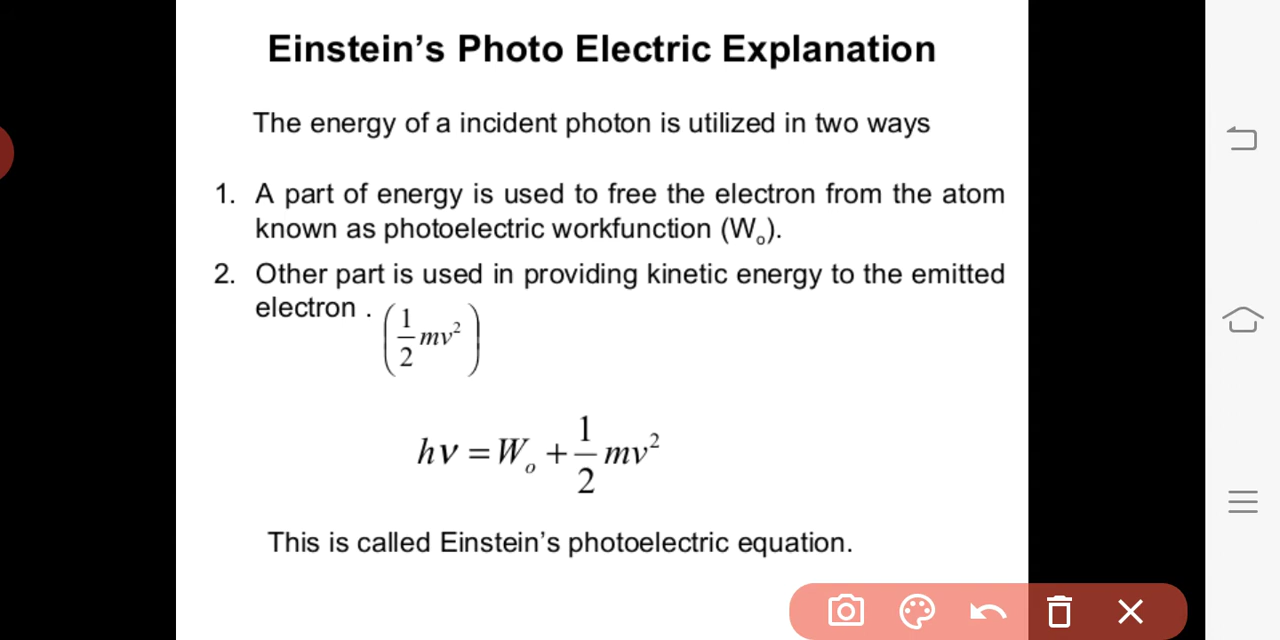 Einstein’s Photo Electric Explanation
The energy of a incident photon is utilized in two ways
1. A part of energy is used to free the electron from the atom
known as photoelectric workfunction (Wₒ).
2. Other part is used in providing kinetic energy to the emitted
electron . (1/2 mv²)
hν = Wₒ + 1/2 mv²
This is called Einstein’s photoelectric equation.